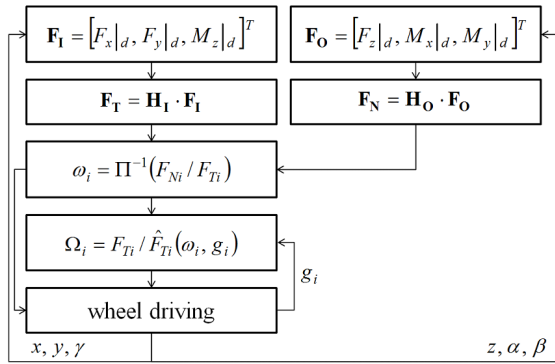 F_I = [F_x|_d, F_y|_d, M_z|_d]^T
F_O = [F_z|_d, M_x|_d, M_y|_d]^T
F_T = H_I · F_I
F_N = H_O · F_O
ω_i = Π^{-1}(F_{Ni} / F_{Ti})
Ω_i = F_{Ti} / F̂_{Ti}(ω_i, g_i)
g_i
wheel driving
x, y, γ
z, α, β